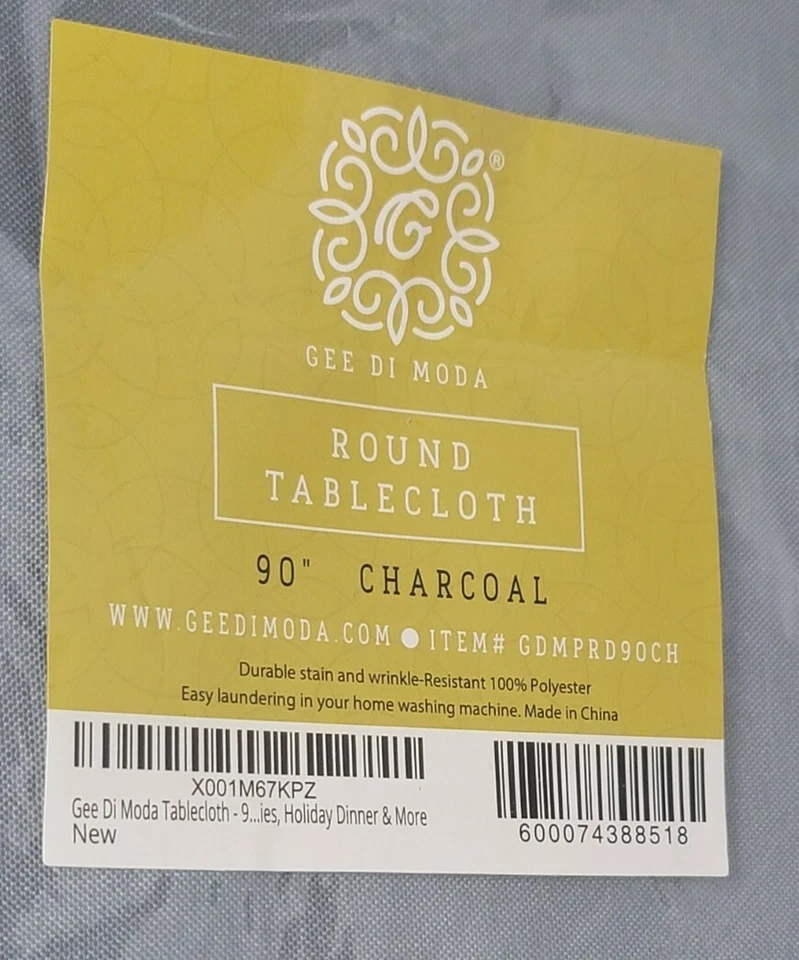 G ®
GEE DI MODA
ROUND
TABLECLOTH
90" CHARCOAL
WWW.GEEDIMODA.COM ● ITEM# GDMPRD90CH
Durable stain and wrinkle-Resistant 100% Polyester
Easy laundering in your home washing machine. Made in China
X001M67KPZ
Gee Di Moda Tablecloth - 9...ies, Holiday Dinner & More
New
600074388518